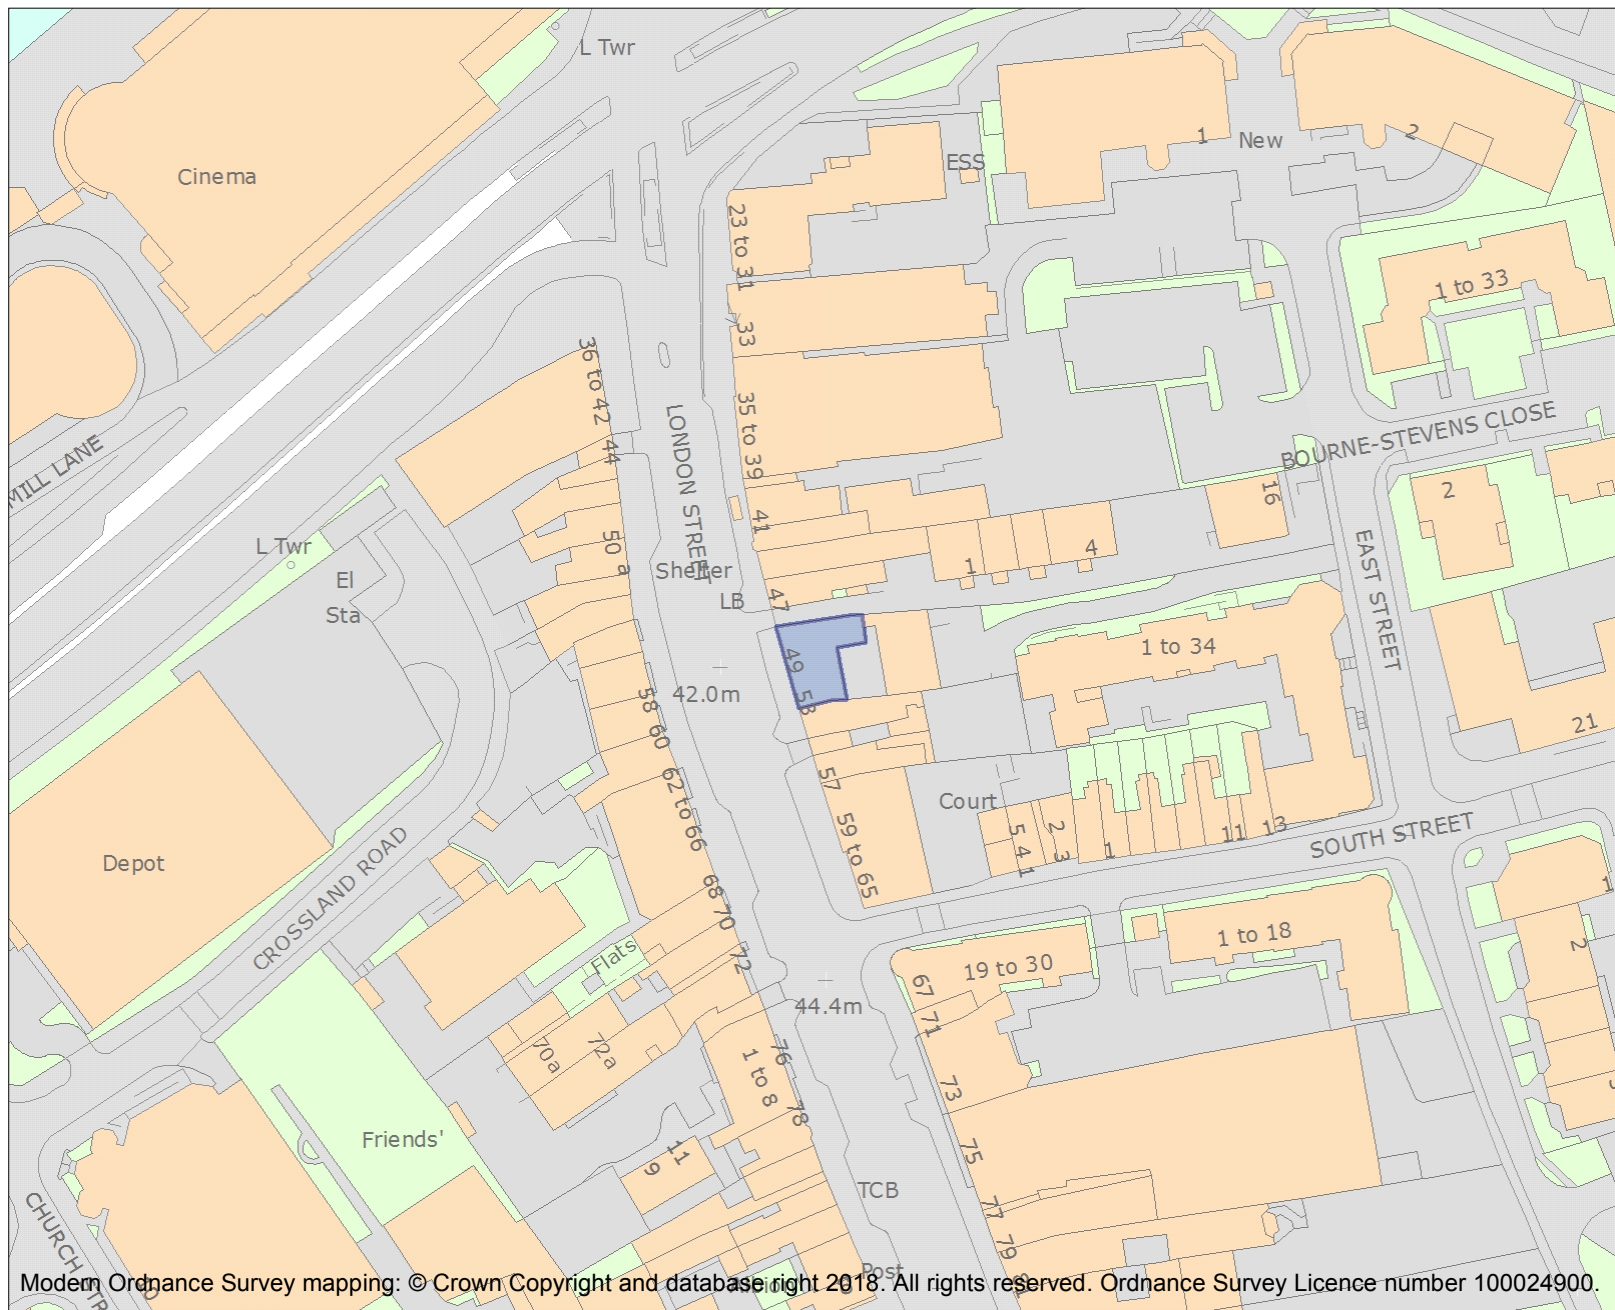 L Twr
Cinema
ESS
1
New
2
23 to 31
33
1 to 33
36 to 42
35 to 39
44
LONDON STREET
MILL LANE
BOURNE-STEVENS CLOSE
16
2
41
50
a
L Twr
El
Sta
Shelter
LB
1
4
EAST STREET
47
49
53
1 to 34
42.0m
58
60
57
21
62 to 66
59 to 65
Court
5
4
1
2
3
1
11
13
SOUTH STREET
Depot
CROSSLAND ROAD
68
70
72
Flats
67
71
19 to 30
1 to 18
2
44.4m
70a
72a
1 to 8
76
78
73
75
77
79
81
Friends'
9
11
TCB
Post
CHURCH STR
Albion
Modern Ordnance Survey mapping: © Crown Copyright and database right 2018. All rights reserved. Ordnance Survey Licence number 100024900.